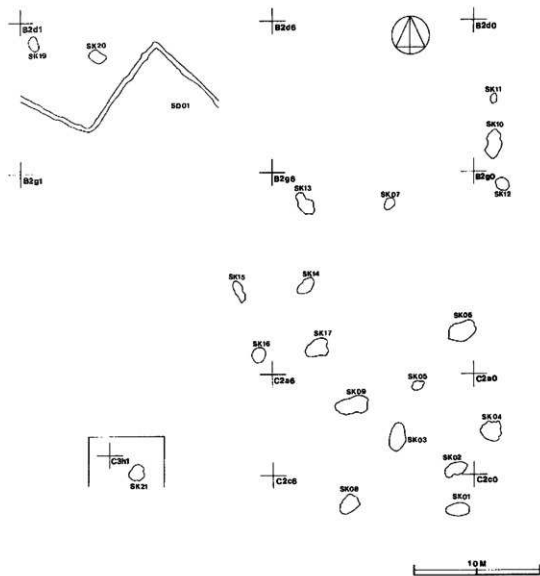 B2d1
B2d6
B2d0
SK19
SK20
SD01
SK11
SK10
B2g1
B2g6
B2g0
SK12
SK13
SK07
SK15
SK14
SK06
SK16
SK17
C2a6
SK05
C2a0
SK09
SK04
SK03
C3h1
SK21
C2c6
SK02
C2c0
SK08
SK01
10M